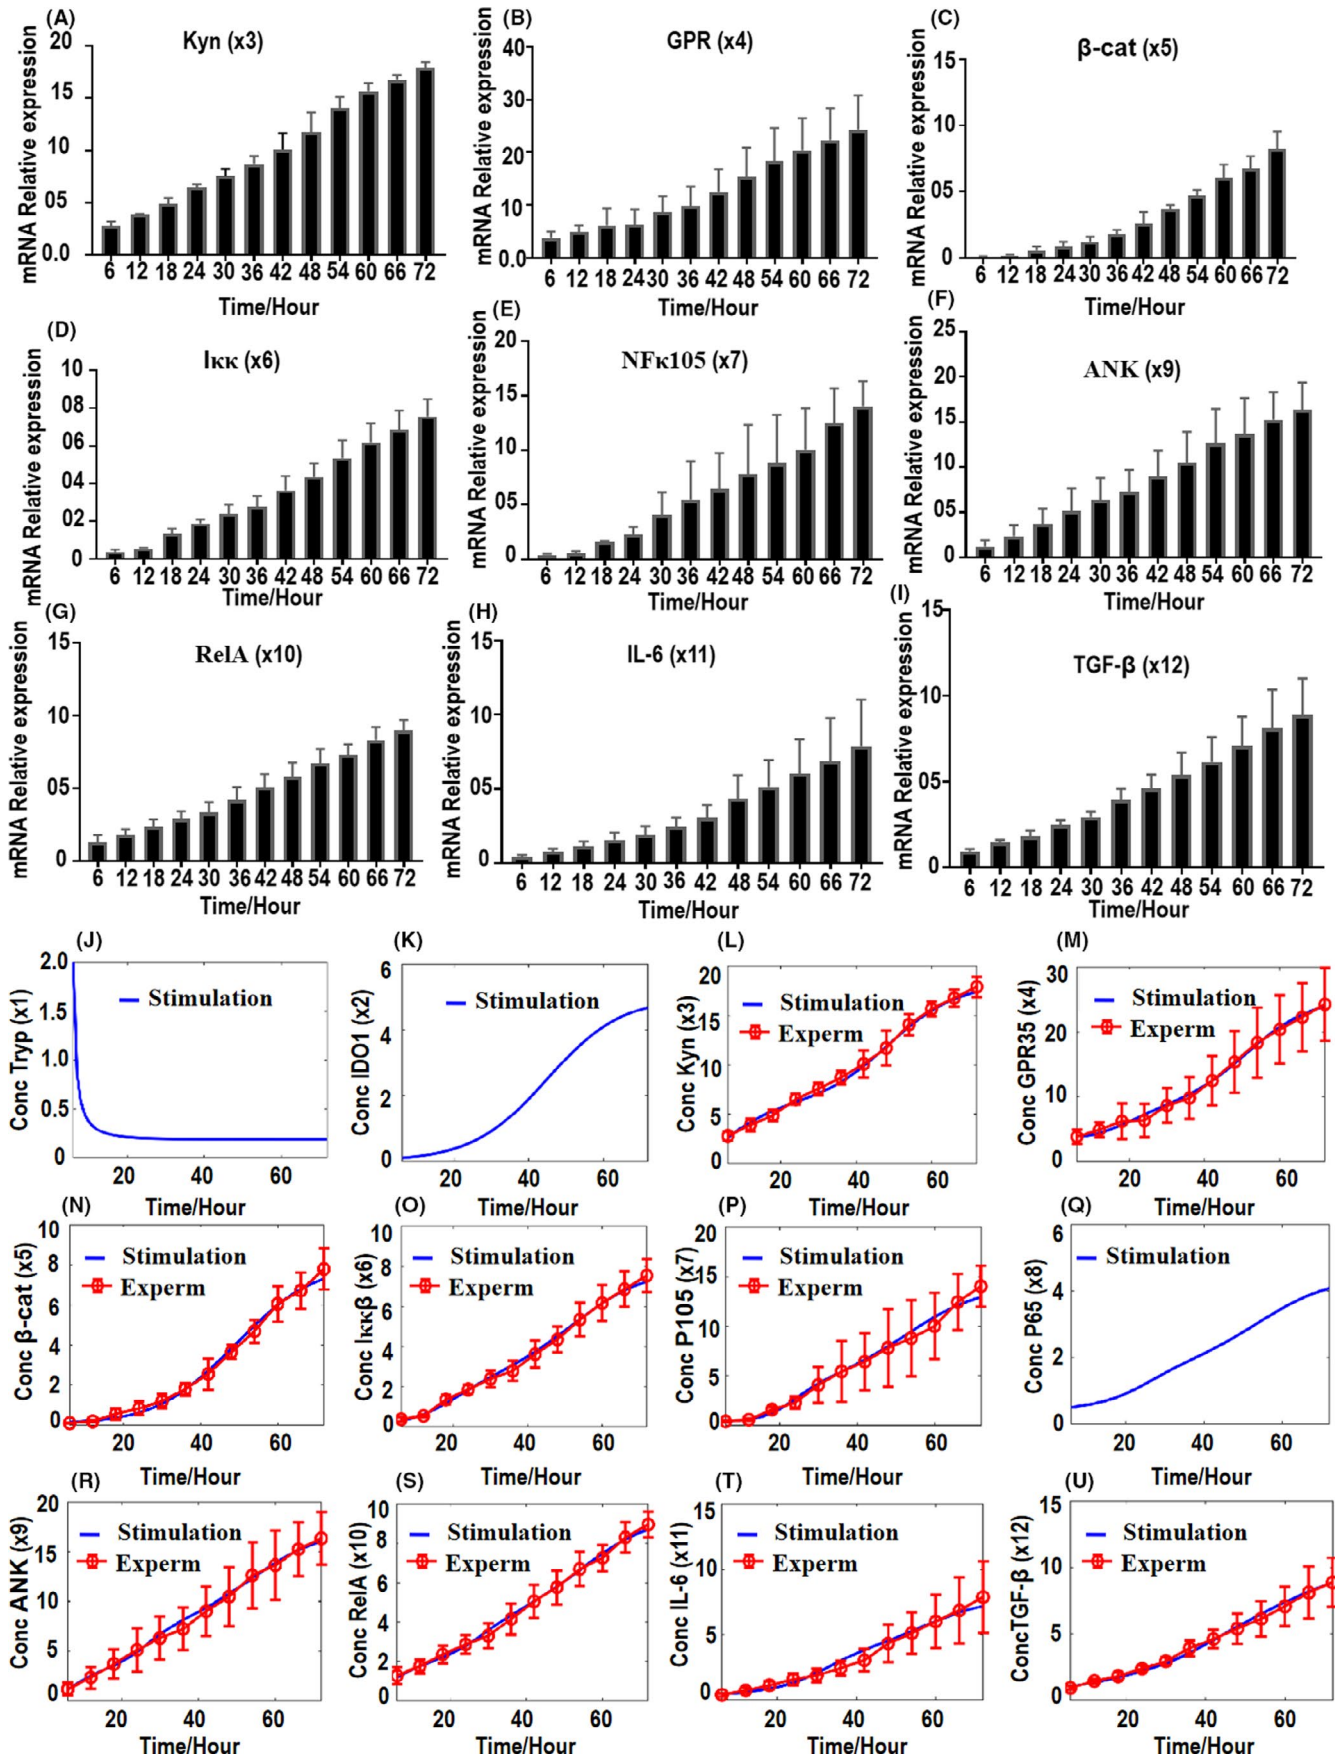 (A)
Kyn (x3)
mRNA Relative expression
20
15
10
05
0.0
6 12 18 24 30 36 42 48 54 60 66 72
Time/Hour
(B)
GPR (x4)
mRNA Relative expression
40
30
20
10
0.0
6 12 18 24 30 36 42 48 54 60 66 72
Time/Hour
(C)
β-cat (x5)
mRNA Relative expression
15
10
05
0
6 12 18 24 30 36 42 48 54 60 66 72
Time/Hour
(D)
Iκκ (x6)
mRNA Relative expression
10
08
06
04
02
0
6 12 18 24 30 36 42 48 54 60 66 72
Time/Hour
(E)
NFκ105 (x7)
mRNA Relative expression
20
15
10
05
0
6 12 18 24 30 36 42 48 54 60 66 72
Time/Hour
(F)
ANK (x9)
mRNA Relative expression
25
20
15
10
05
0
6 12 18 24 30 36 42 48 54 60 66 72
Time/Hour
(G)
RelA (x10)
mRNA Relative expression
15
10
05
0
6 12 18 24 30 36 42 48 54 60 66 72
Time/Hour
(H)
IL-6 (x11)
mRNA Relative expression
15
10
05
0
6 12 18 24 30 36 42 48 54 60 66 72
Time/Hour
(I)
TGF-β (x12)
mRNA Relative expression
15
10
05
0
6 12 18 24 30 36 42 48 54 60 66 72
Time/Hour
(J)
Conc Tryp (x1)
2.0
1.5
1.0
0.5
0
Stimulation
20 40 60
Time/Hour
(K)
Conc IDO1 (x2)
6
4
2
0
Stimulation
20 40 60
Time/Hour
(L)
Conc Kyn (x3)
20
15
10
5
0
Stimulation
Experm
20 40 60
Time/Hour
(M)
Conc GPR35 (x4)
30
20
10
0
Stimulation
Experm
20 40 60
Time/Hour
(N)
Conc β-cat (x5)
10
8
6
4
2
0
Stimulation
Experm
20 40 60
Time/Hour
(O)
Conc Iκκβ (x6)
10
8
6
4
2
0
Stimulation
Experm
20 40 60
Time/Hour
(P)
Conc P105 (x7)
20
15
10
5
0
Stimulation
Experm
20 40 60
Time/Hour
(Q)
Conc P65 (x8)
6
4
2
0
Stimulation
20 40 60
Time/Hour
(R)
Conc ANK (x9)
20
15
10
5
0
Stimulation
Experm
20 40 60
Time/Hour
(S)
Conc RelA (x10)
10
8
6
4
2
0
Stimulation
Experm
20 40 60
Time/Hour
(T)
Conc IL-6 (x11)
15
10
5
0
Stimulation
Experm
20 40 60
Time/Hour
(U)
ConcTGF-β (x12)
15
10
5
0
Stimulation
Experm
20 40 60
Time/Hour